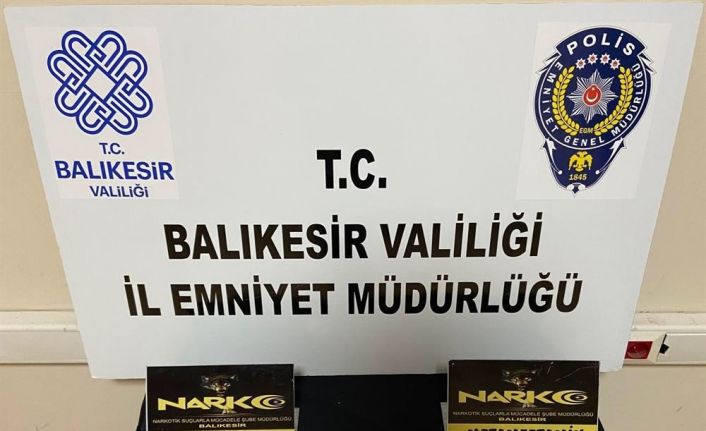 T.C.
BALIKESİR
VALİLİĞİ
POLİS
EMNİYET GENEL MÜDÜRLÜĞÜ
EGM
1845
T.C.
BALIKESİR VALİLİĞİ
İL EMNİYET MÜDÜRLÜĞÜ
NARKO
NARKOTİK SUÇLARLA MÜCADELE ŞUBE MÜDÜRLÜĞÜ
BALIKESİR
NARKO
NARKOTİK SUÇLARLA MÜCADELE ŞUBE MÜDÜRLÜĞÜ
BALIKESİR